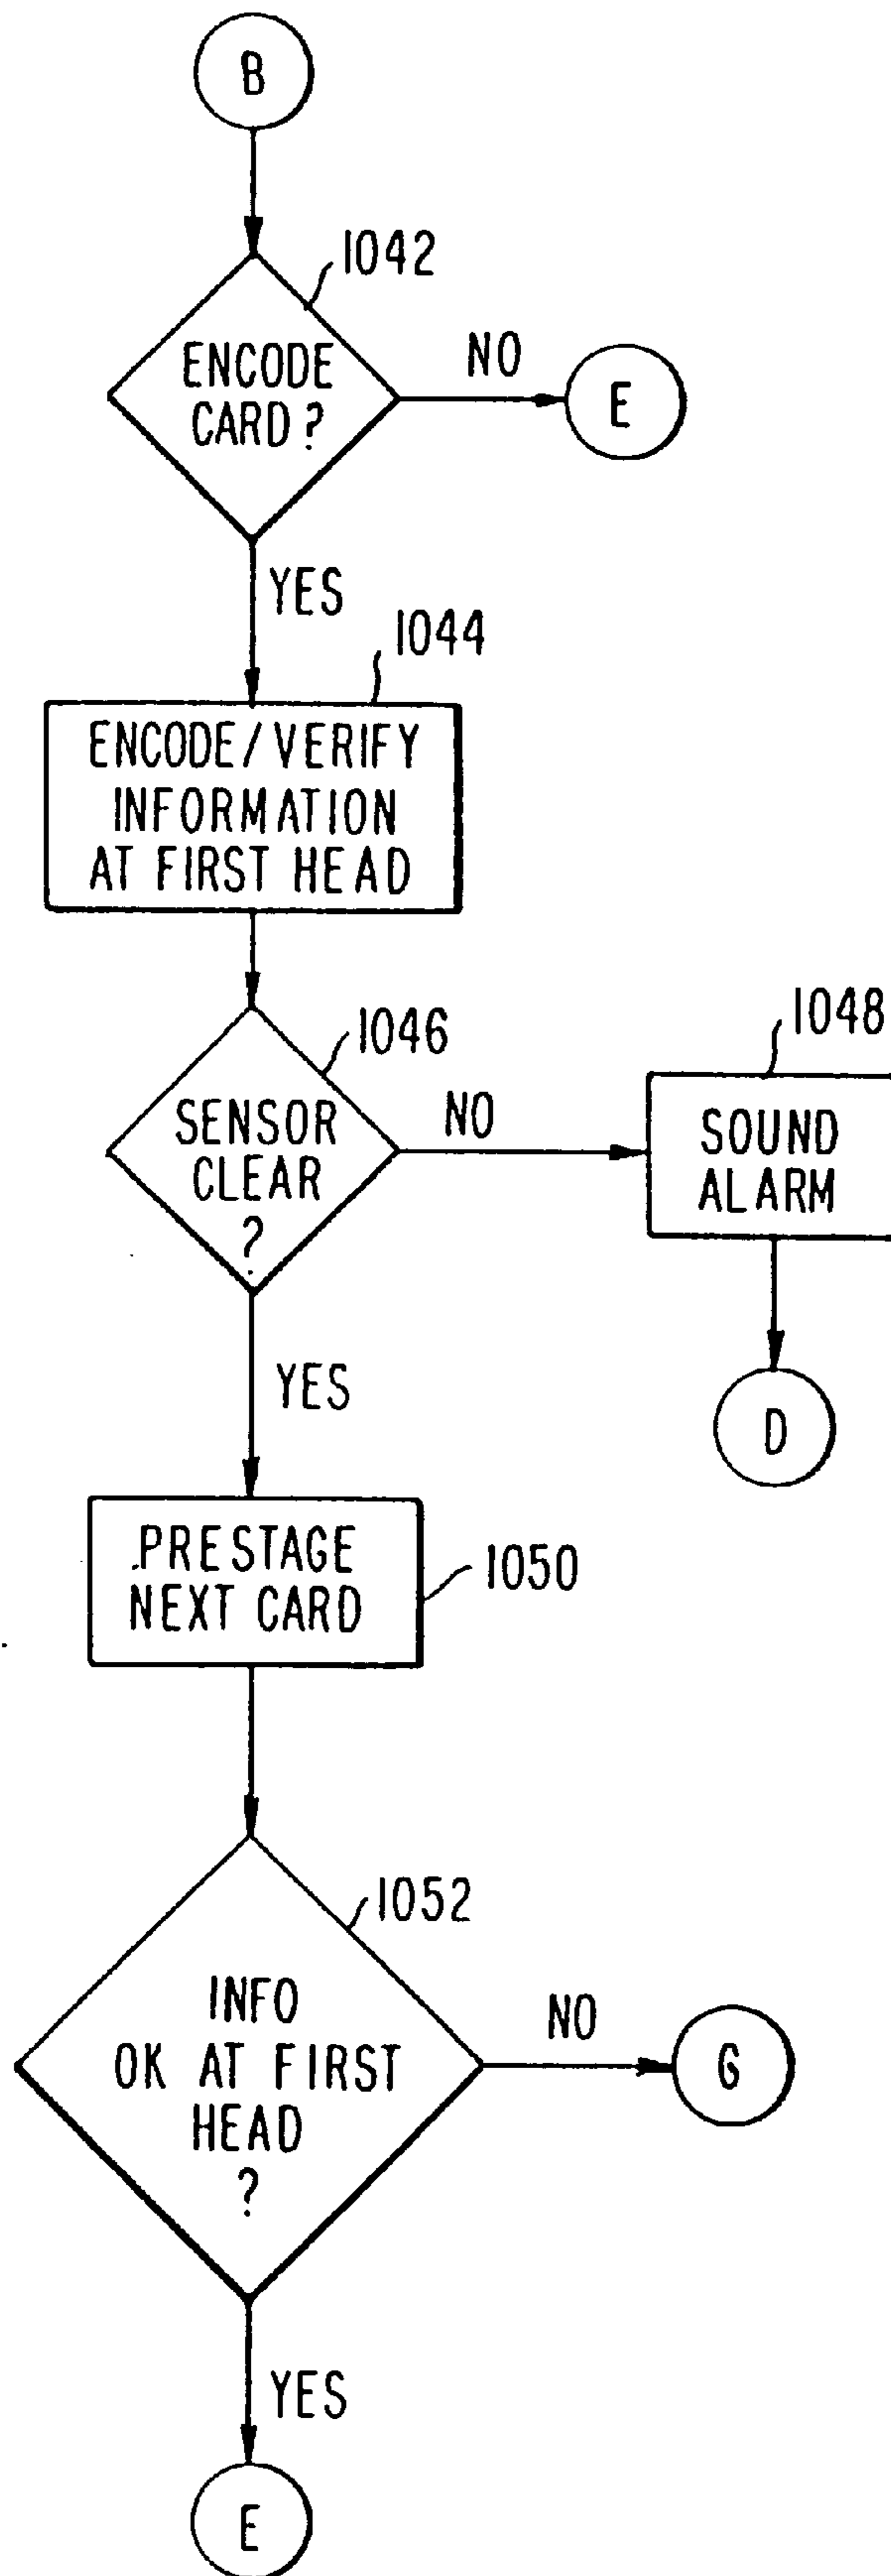 B
1042
ENCODE
CARD?
NO
E
YES
1044
ENCODE/VERIFY
INFORMATION
AT FIRST HEAD
1046
SENSOR
CLEAR
?
NO
1048
SOUND
ALARM
D
YES
PRESTAGE
NEXT CARD
1050
1052
INFO
OK AT FIRST
HEAD
?
NO
G
YES
E